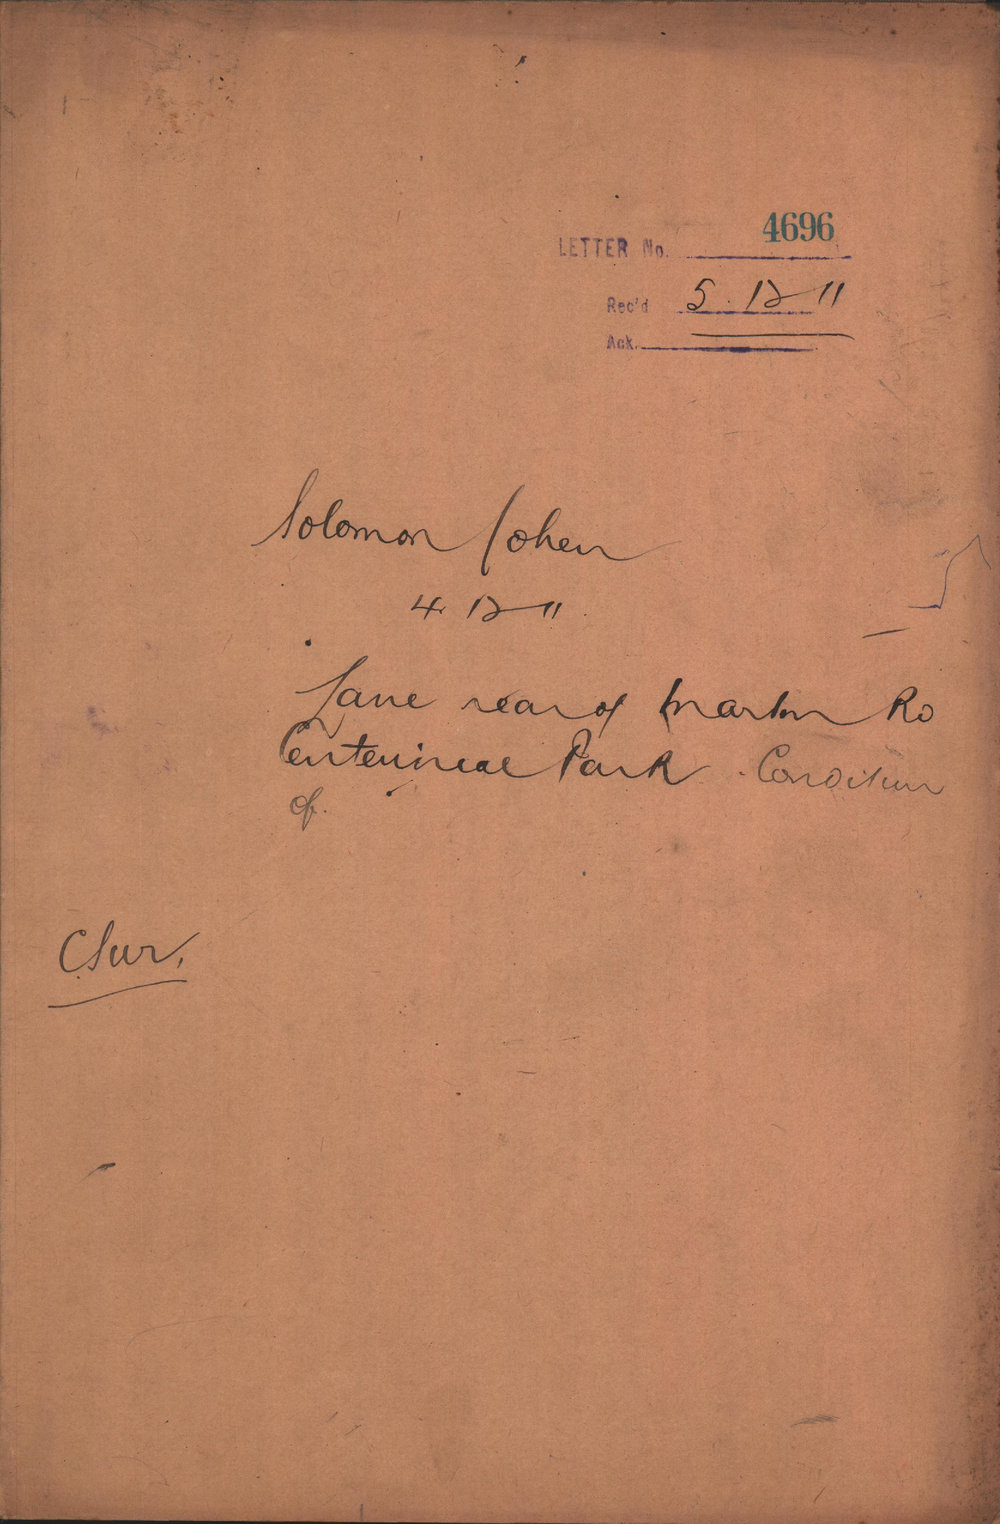 4696
LETTER No.
Rec'd 5.12 11
Ack.
Solomon Cohen
4 12 11.
Lane rear of Martin Rd
Centennial Park. Condition
of.
C Sur.